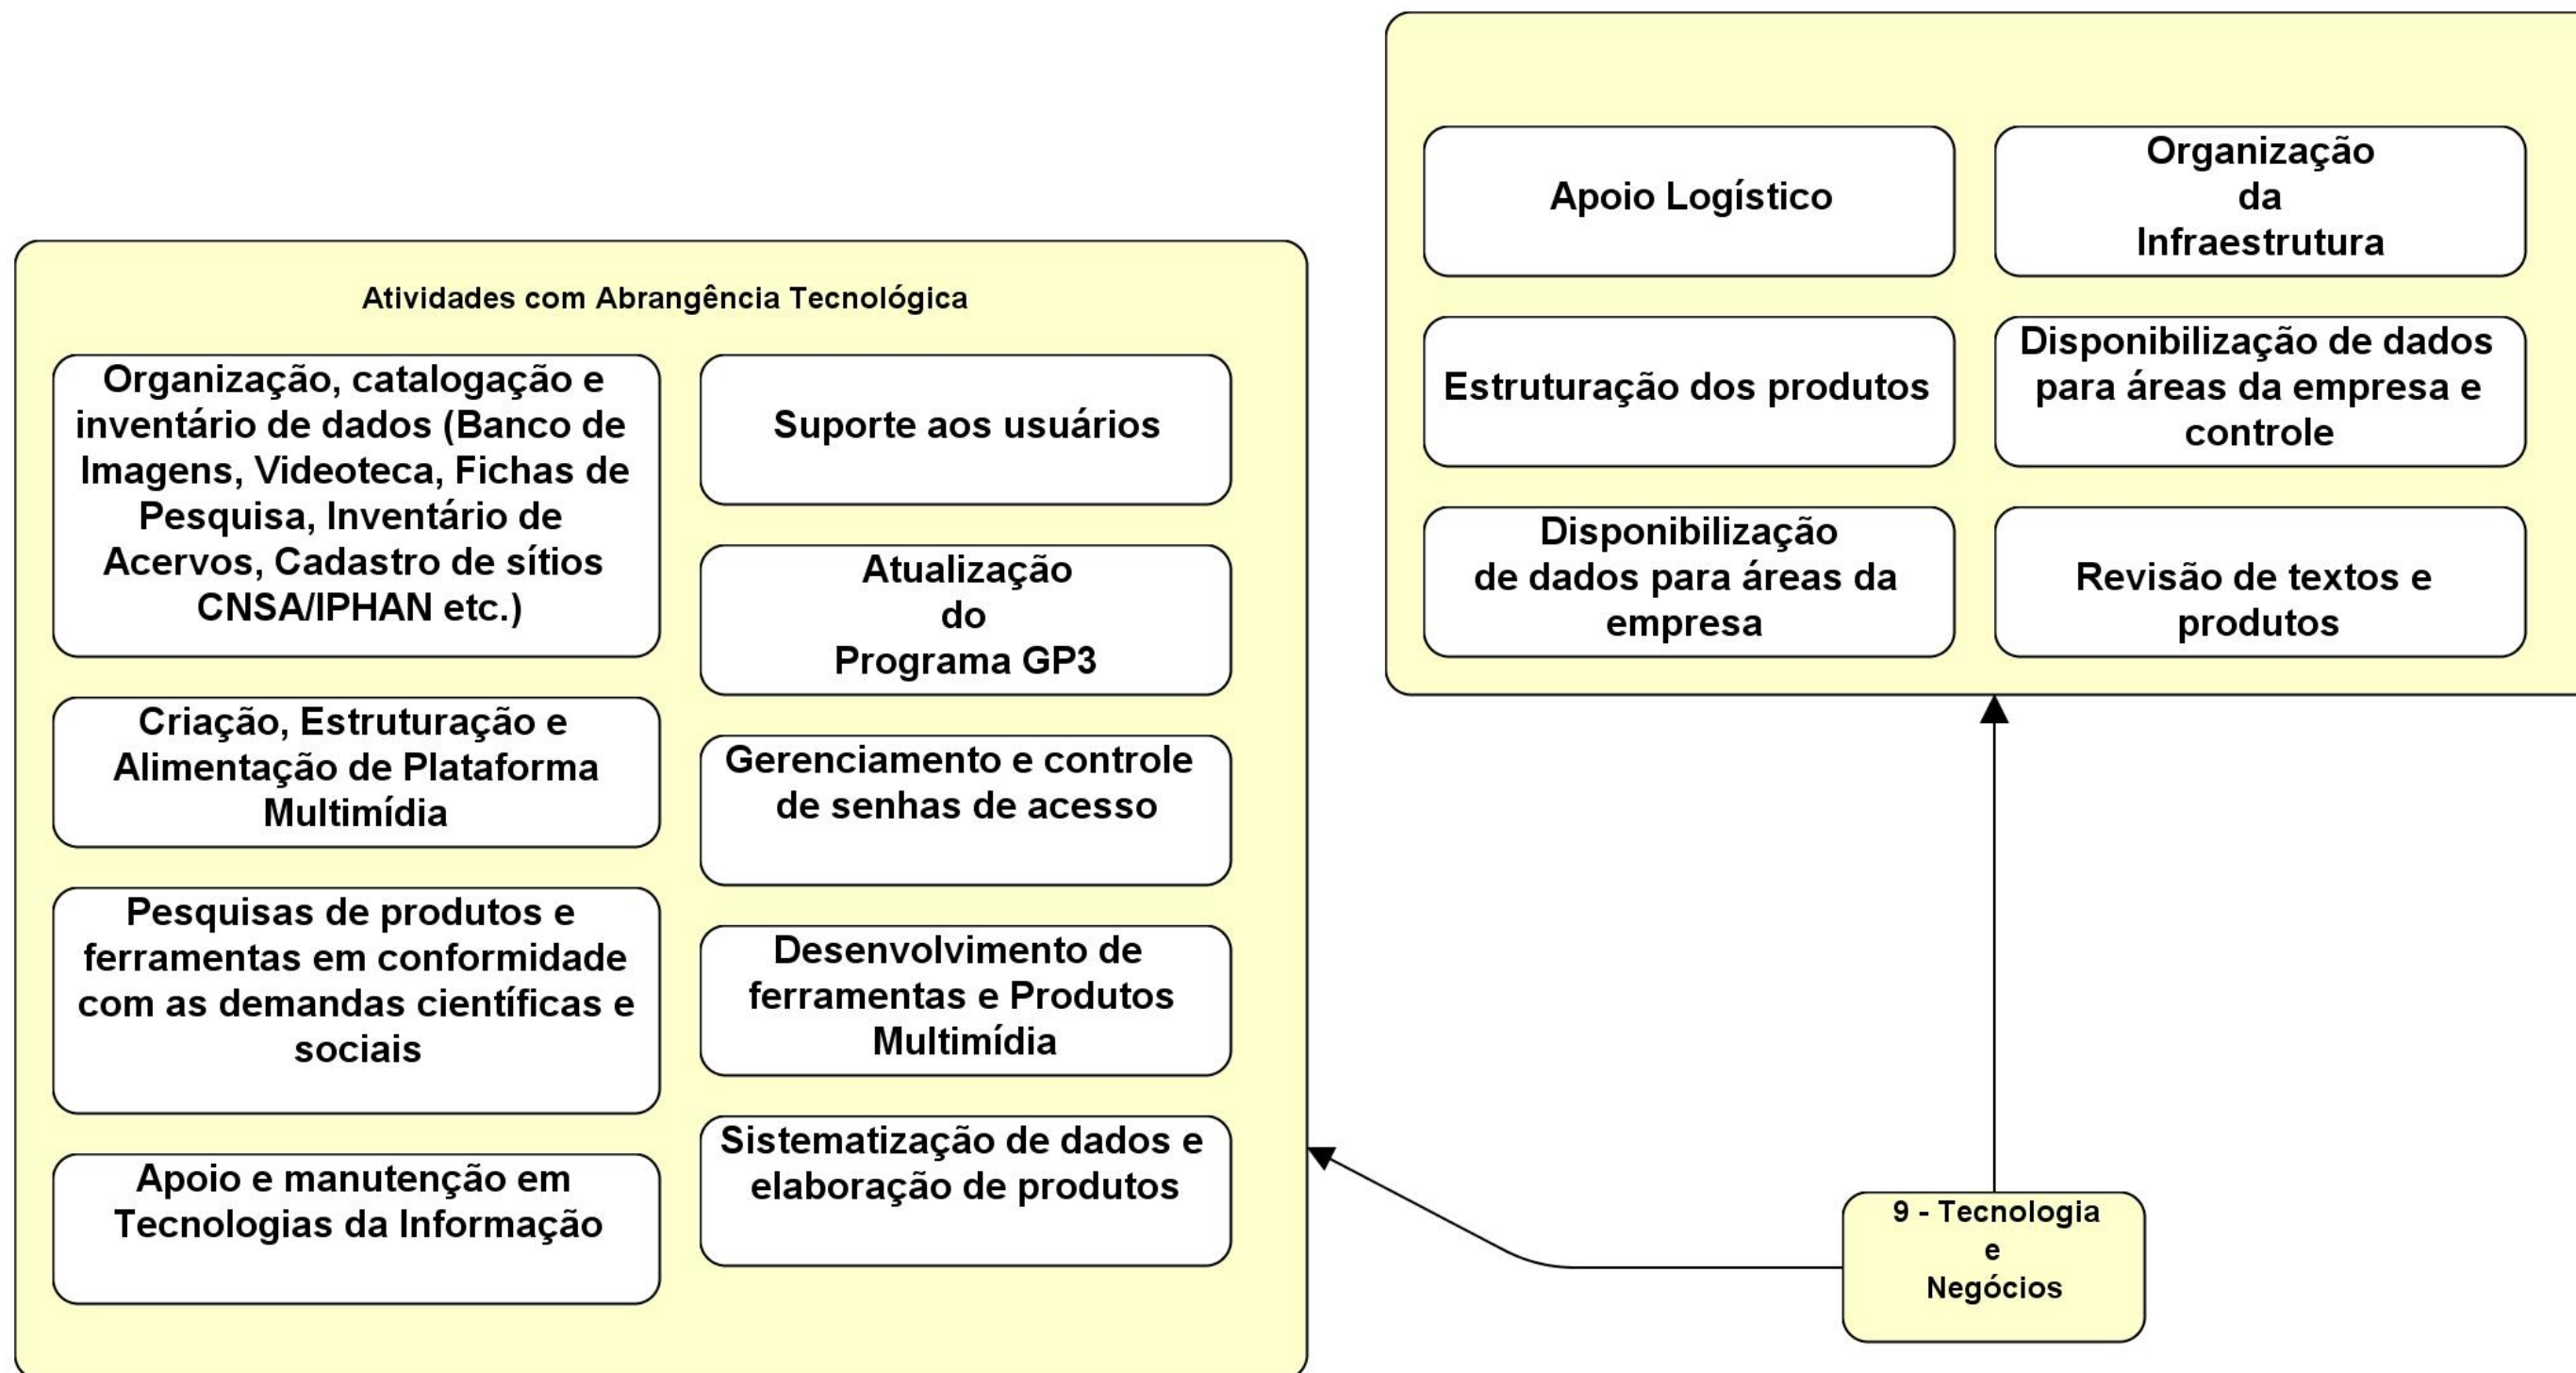 Apoio Logístico
Organização
da
Infraestrutura
Estruturação dos produtos
Disponibilização de dados
para áreas da empresa e
controle
Disponibilização
de dados para áreas da
empresa
Revisão de textos e
produtos
Atividades com Abrangência Tecnológica
Organização, catalogação e
inventário de dados (Banco de
Imagens, Videoteca, Fichas de
Pesquisa, Inventário de
Acervos, Cadastro de sítios
CNSA/IPHAN etc.)
Criação, Estruturação e
Alimentação de Plataforma
Multimídia
Pesquisas de produtos e
ferramentas em conformidade
com as demandas científicas e
sociais
Apoio e manutenção em
Tecnologias da Informação
Suporte aos usuários
Atualização
do
Programa GP3
Gerenciamento e controle
de senhas de acesso
Desenvolvimento de
ferramentas e Produtos
Multimídia
Sistematização de dados e
elaboração de produtos
9 - Tecnologia
e
Negócios